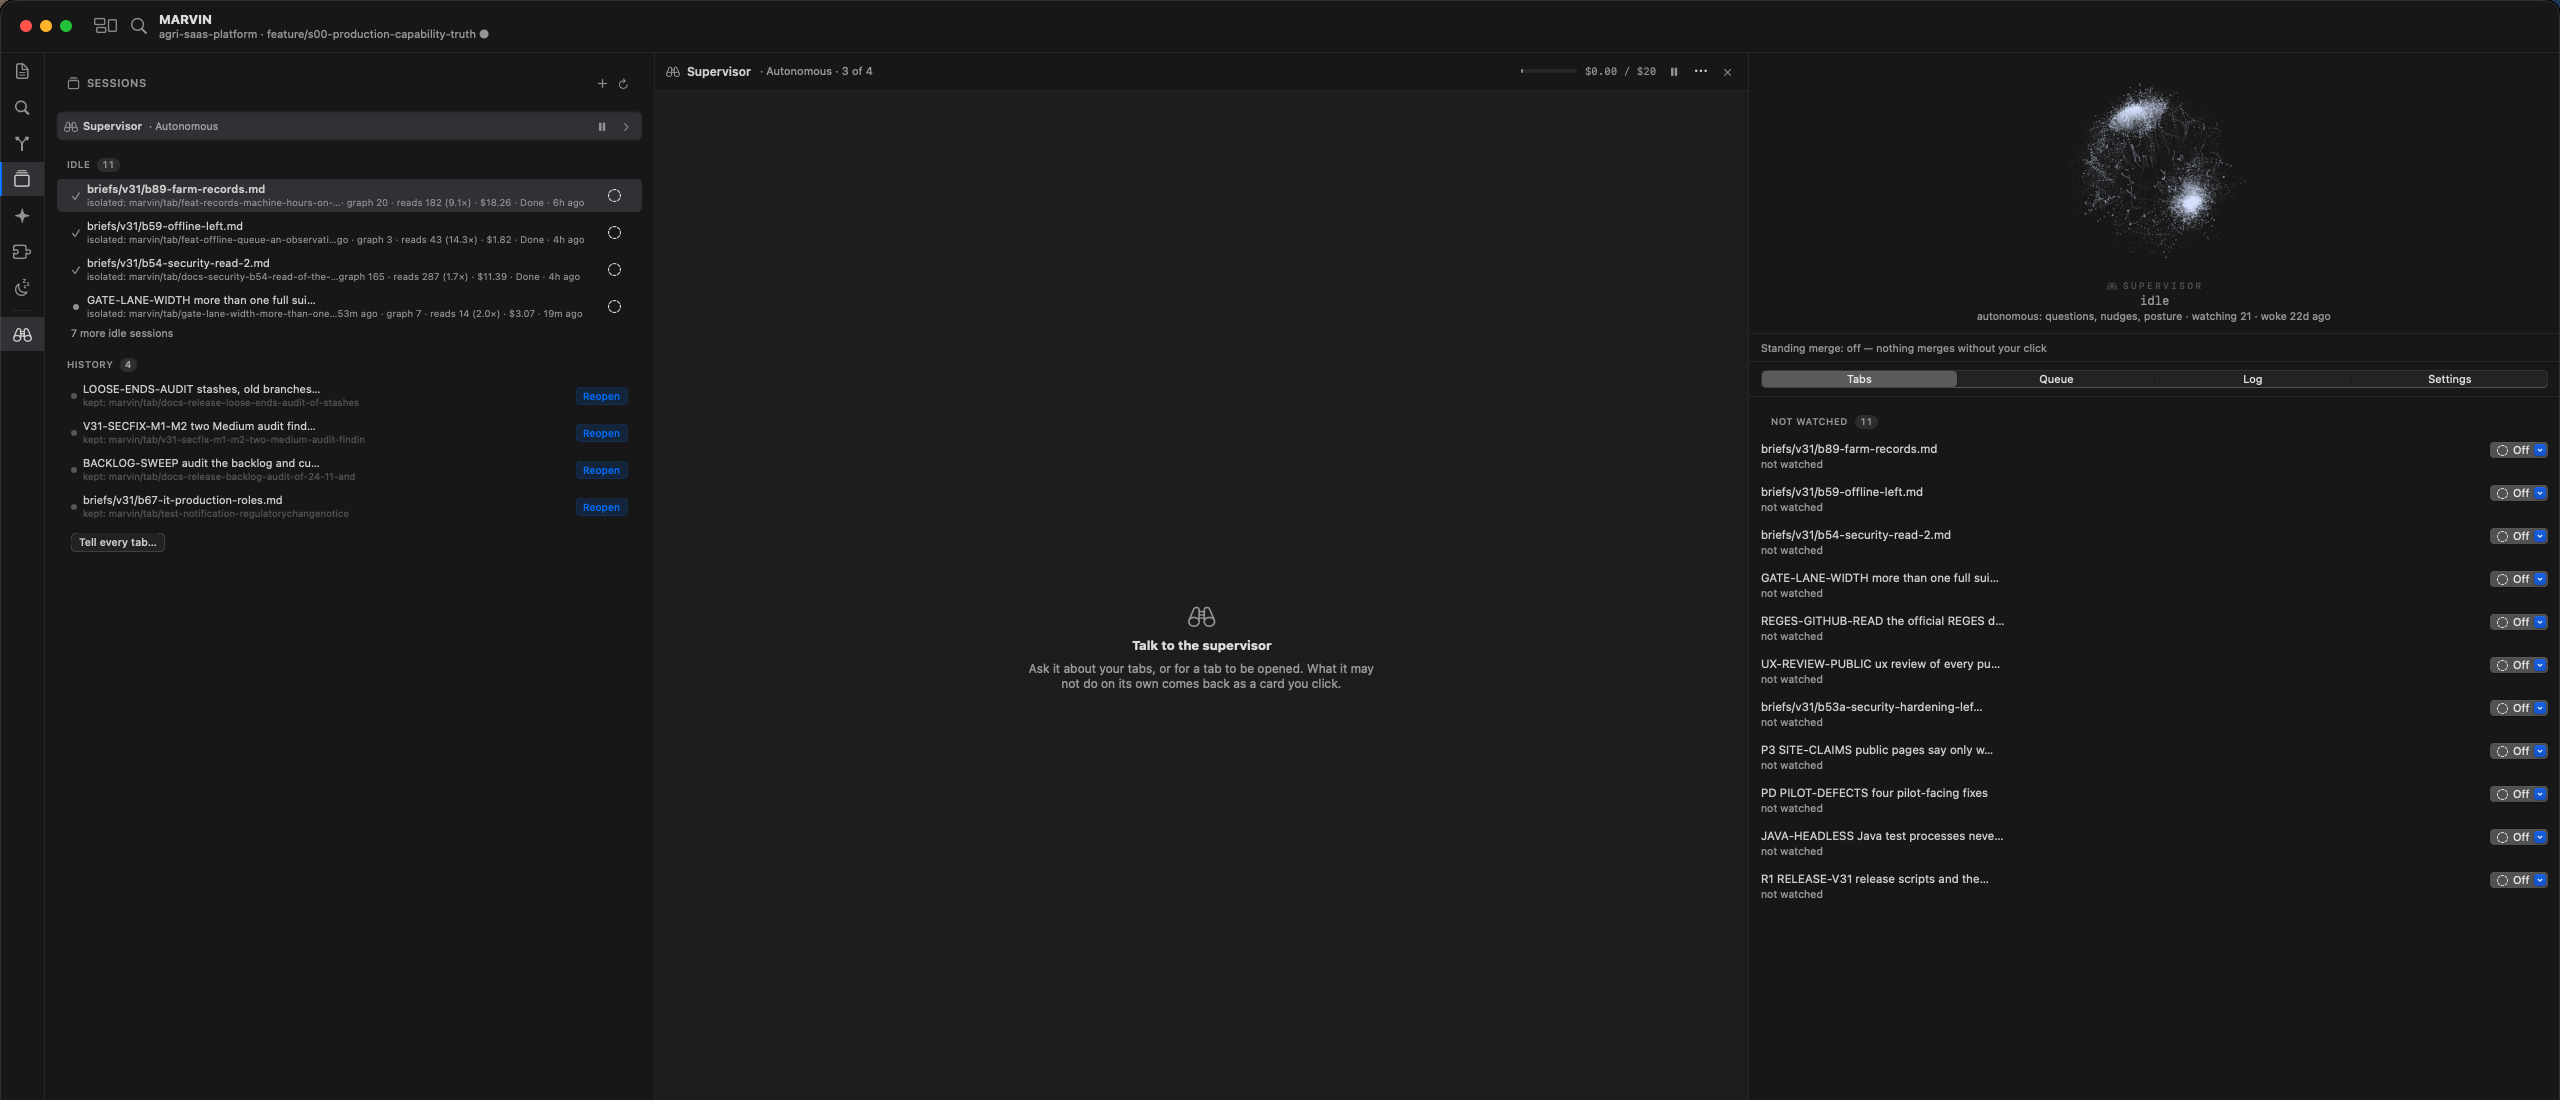 MARVIN
agri-saas-platform · feature/s00-production-capability-truth
SESSIONS
Supervisor · Autonomous
IDLE 11
briefs/v31/b89-farm-records.md
isolated: marvin/tab/feat-records-machine-hours-on-... · graph 20 · reads 182 (9.1×) · $18.26 · Done · 6h ago
briefs/v31/b59-offline-left.md
isolated: marvin/tab/feat-offline-queue-an-observati...go · graph 3 · reads 43 (14.3×) · $1.82 · Done · 4h ago
briefs/v31/b54-security-read-2.md
isolated: marvin/tab/docs-security-b54-read-of-the-...graph 165 · reads 287 (1.7×) · $11.39 · Done · 4h ago
GATE-LANE-WIDTH more than one full sui...
isolated: marvin/tab/gate-lane-width-more-than-one...53m ago · graph 7 · reads 14 (2.0×) · $3.07 · 19m ago
7 more idle sessions
HISTORY 4
LOOSE-ENDS-AUDIT stashes, old branches...
kept: marvin/tab/docs-release-loose-ends-audit-of-stashes
Reopen
V31-SECFIX-M1-M2 two Medium audit find...
kept: marvin/tab/v31-secfix-m1-m2-two-medium-audit-findin
Reopen
BACKLOG-SWEEP audit the backlog and cu...
kept: marvin/tab/docs-release-backlog-audit-of-24-11-and
Reopen
briefs/v31/b67-it-production-roles.md
kept: marvin/tab/test-notification-regulatorychangenotice
Reopen
Tell every tab...
Supervisor · Autonomous · 3 of 4
$0.00 / $20
Talk to the supervisor
Ask it about your tabs, or for a tab to be opened. What it may
not do on its own comes back as a card you click.
SUPERVISOR
idle
autonomous: questions, nudges, posture · watching 21 · woke 22d ago
Standing merge: off — nothing merges without your click
Tabs
Queue
Log
Settings
NOT WATCHED 11
briefs/v31/b89-farm-records.md
not watched
Off
briefs/v31/b59-offline-left.md
not watched
Off
briefs/v31/b54-security-read-2.md
not watched
Off
GATE-LANE-WIDTH more than one full sui...
not watched
Off
REGES-GITHUB-READ the official REGES d...
not watched
Off
UX-REVIEW-PUBLIC ux review of every pu...
not watched
Off
briefs/v31/b53a-security-hardening-lef...
not watched
Off
P3 SITE-CLAIMS public pages say only w...
not watched
Off
PD PILOT-DEFECTS four pilot-facing fixes
not watched
Off
JAVA-HEADLESS Java test processes neve...
not watched
Off
R1 RELEASE-V31 release scripts and the...
not watched
Off